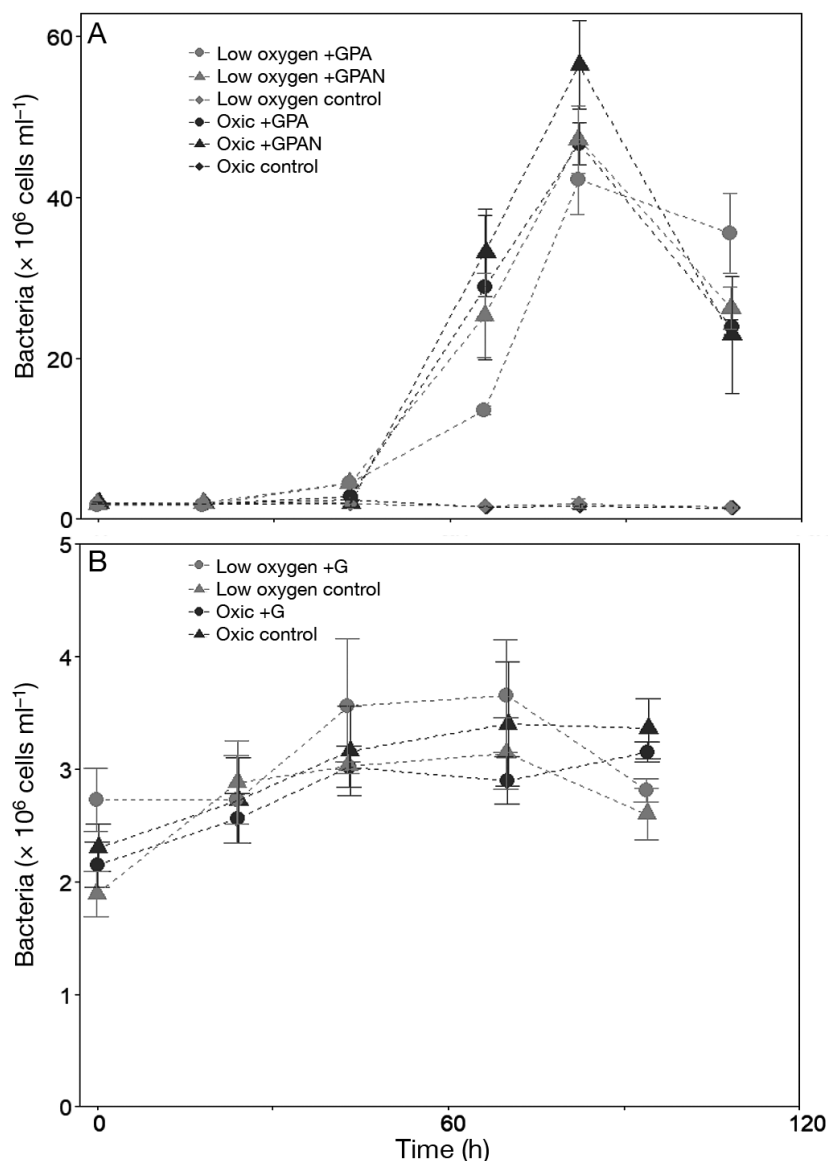 A
Low oxygen +GPA
Low oxygen +GPAN
Low oxygen control
Oxic +GPA
Oxic +GPAN
Oxic control
Bacteria (× 10⁶ cells ml⁻¹)
60
40
20
0
B
Low oxygen +G
Low oxygen control
Oxic +G
Oxic control
Bacteria (× 10⁶ cells ml⁻¹)
5
4
3
2
1
0
0 60 120
Time (h)